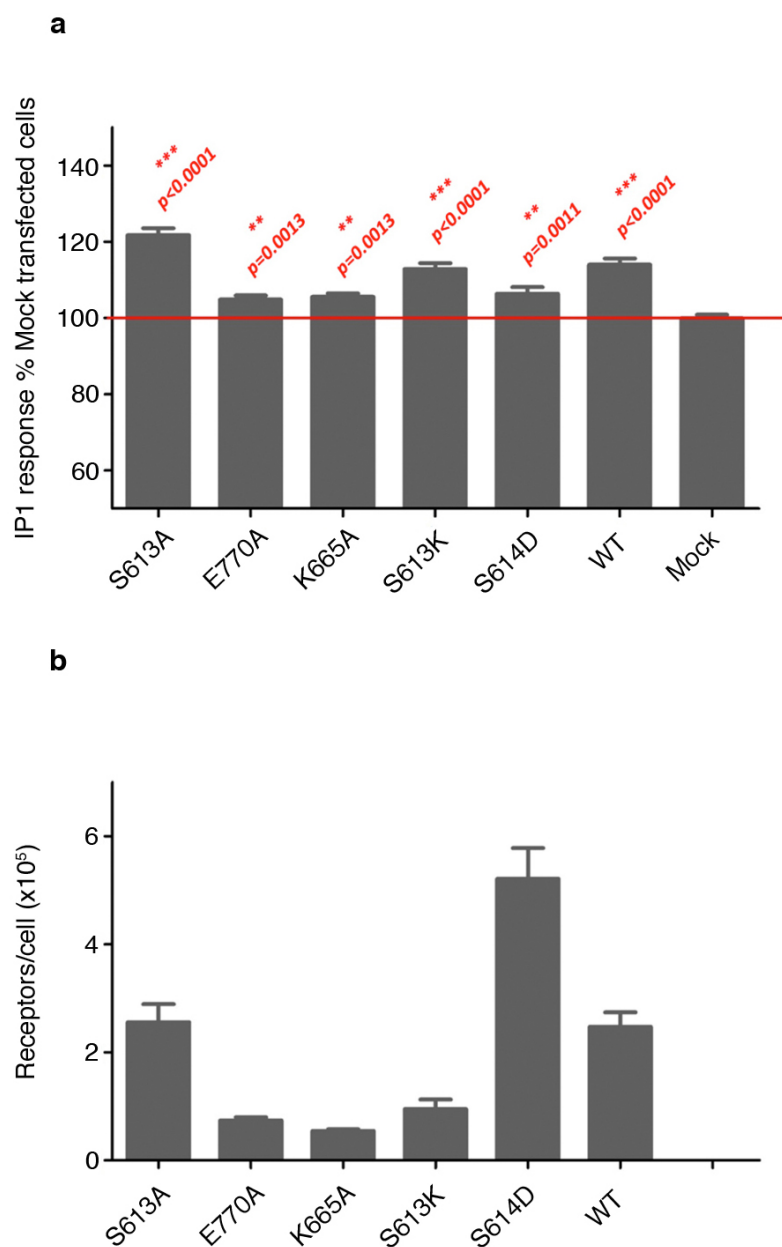 a
IP1 response % Mock transfected cells
140
120
100
80
60
***
p<0.0001
**
p=0.0013
**
p=0.0013
***
p<0.0001
**
p=0.0011
***
p<0.0001
S613A
E770A
K665A
S613K
S614D
WT
Mock
b
Receptors/cell (x10⁵)
6
4
2
0
S613A
E770A
K665A
S613K
S614D
WT